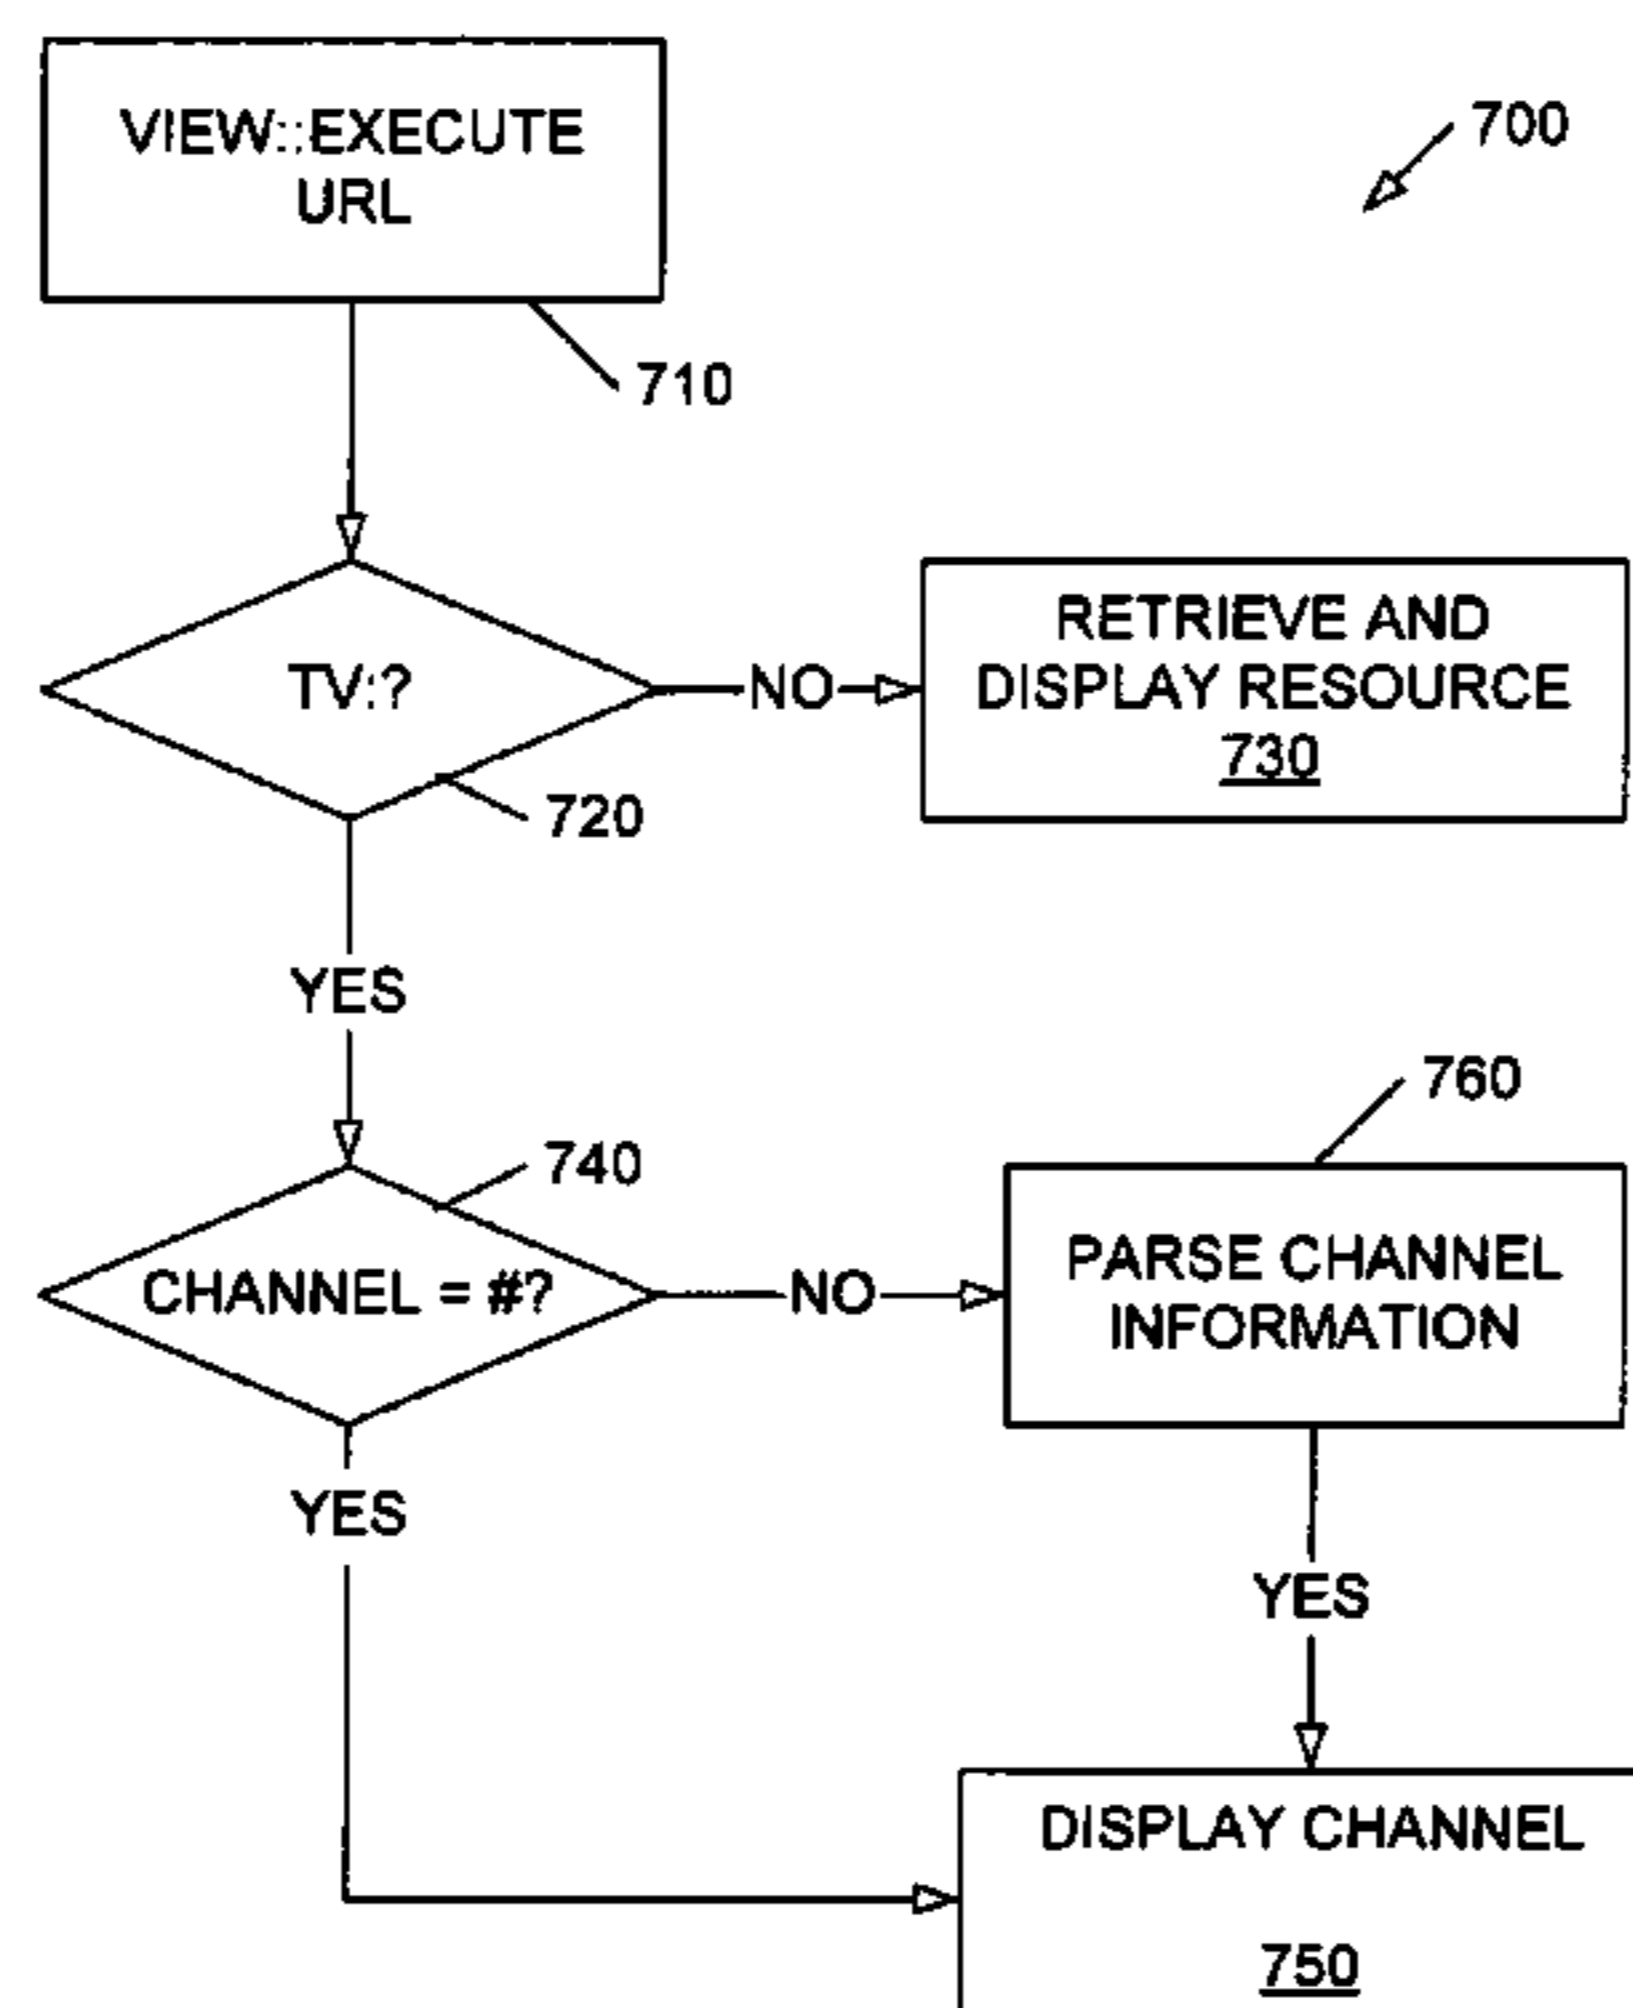 VIEW::EXECUTE
URL
700
710
TV:?
NO
RETRIEVE AND
DISPLAY RESOURCE
730
720
YES
760
740
CHANNEL = #?
NO
PARSE CHANNEL
INFORMATION
YES
YES
DISPLAY CHANNEL
750